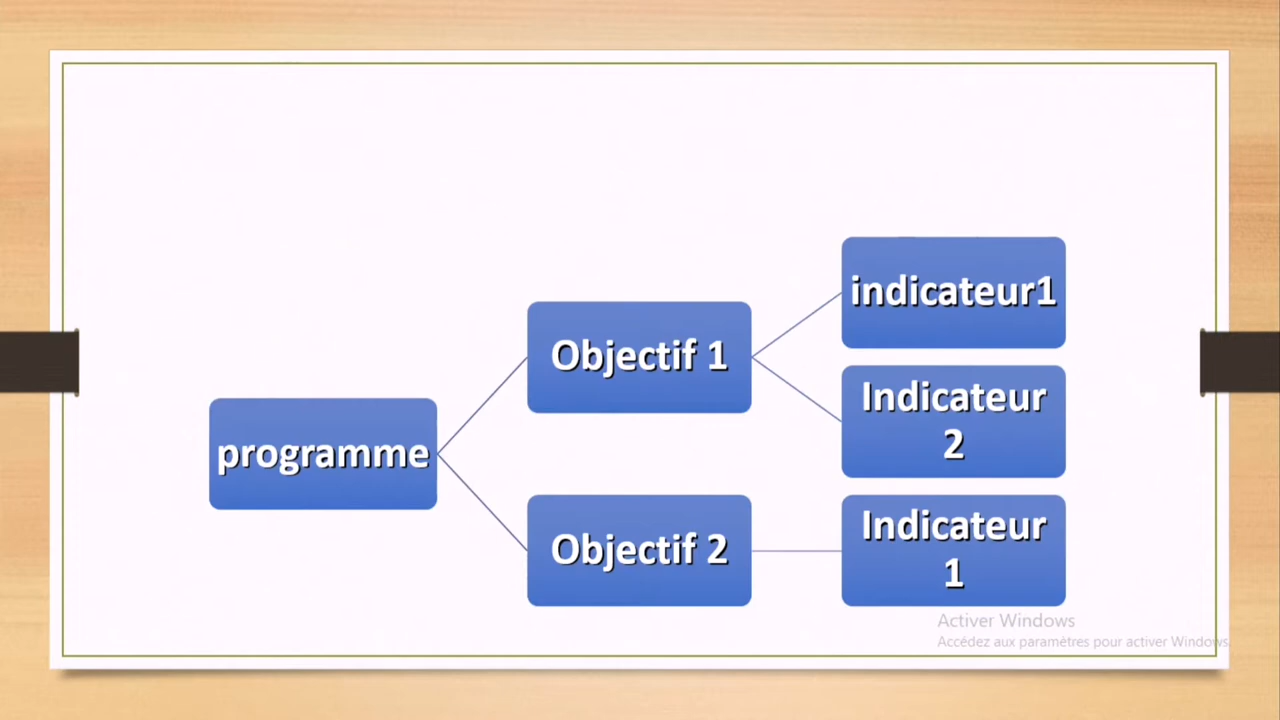 programme
Objectif 1
indicateur1
Indicateur
2
Objectif 2
Indicateur
1
Activer Windows
Accédez aux paramètres pour activer Windows.